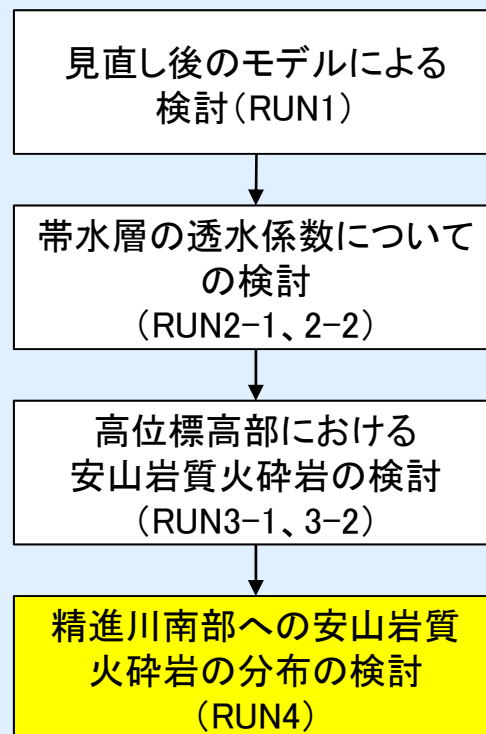 見直し後のモデルによる
検討(RUN1)
帯水層の透水係数について
の検討
(RUN2-1、2-2)
高位標高部における
安山岩質火砕岩の検討
(RUN3-1、3-2)
精進川南部への安山岩質
火砕岩の分布の検討
(RUN4)